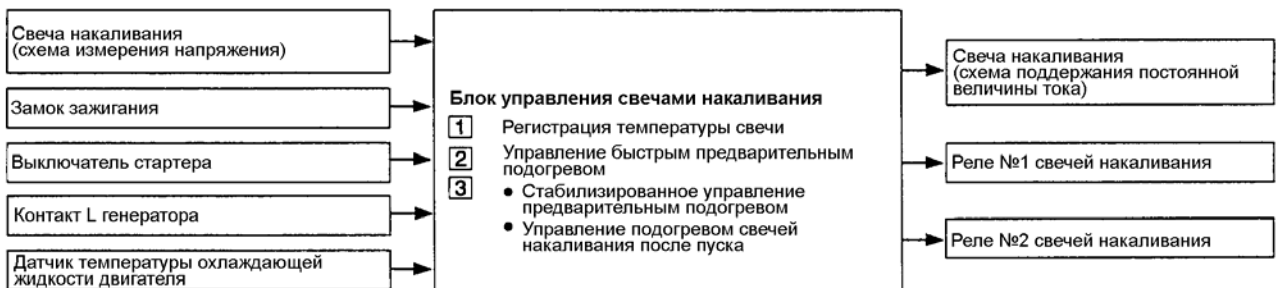 Свеча накаливания
(схема измерения напряжения)
Замок зажигания
Выключатель стартера
Контакт L генератора
Датчик температуры охлаждающей
жидкости двигателя
Блок управления свечами накаливания
1 Регистрация температуры свечи
2 Управление быстрым предварительным
подогревом
3 • Стабилизированное управление
предварительным подогревом
• Управление подогревом свечей
накаливания после пуска
Свеча накаливания
(схема поддержания постоянной
величины тока)
Реле №1 свечей накаливания
Реле №2 свечей накаливания